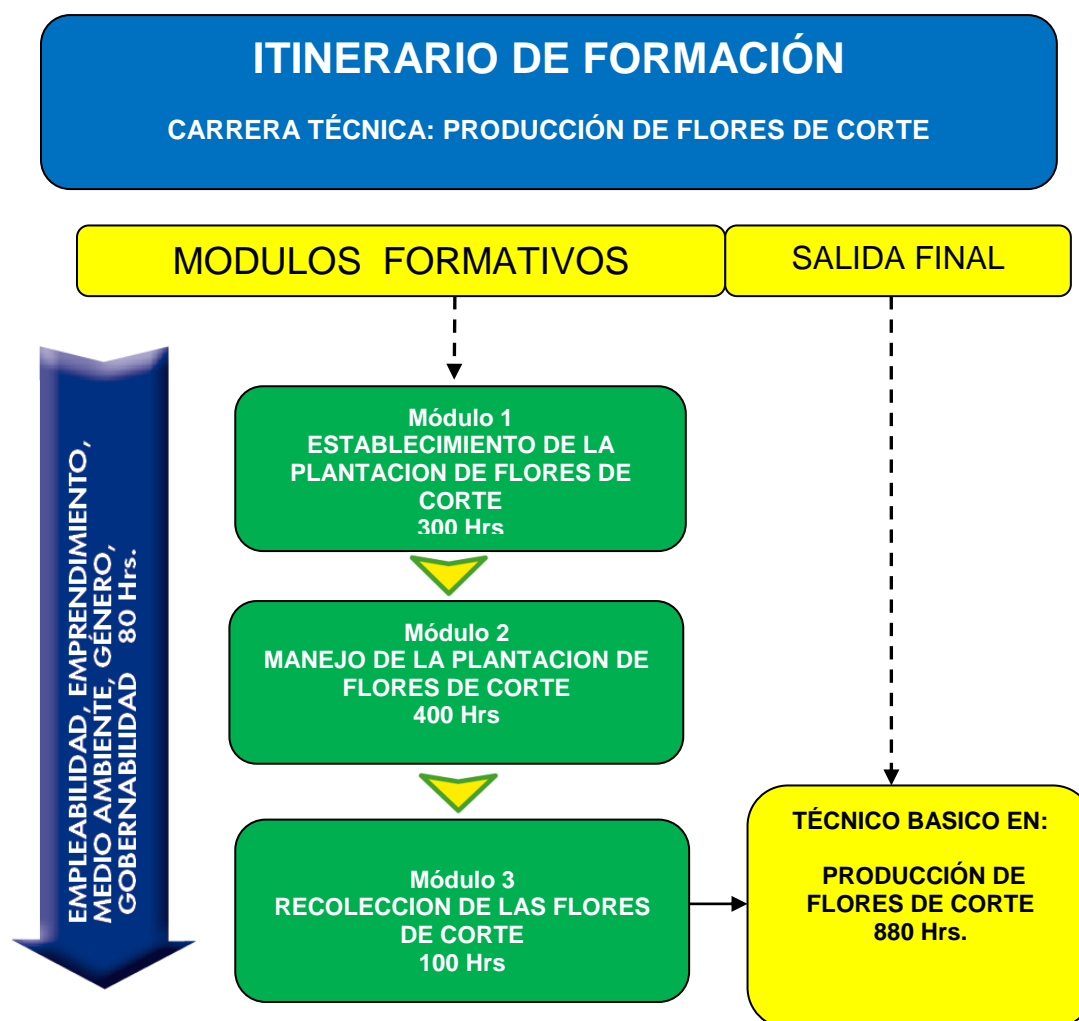 ITINERARIO DE FORMACIÓN
CARRERA TÉCNICA: PRODUCCIÓN DE FLORES DE CORTE
MODULOS FORMATIVOS
SALIDA FINAL
EMPLEABILIDAD, EMPRENDIMIENTO,
MEDIO AMBIENTE, GÉNERO,
GOBERNABILIDAD 80 Hrs.
Módulo 1
ESTABLECIMIENTO DE LA
PLANTACION DE FLORES DE
CORTE
300 Hrs
Módulo 2
MANEJO DE LA PLANTACION DE
FLORES DE CORTE
400 Hrs
Módulo 3
RECOLECCION DE LAS FLORES
DE CORTE
100 Hrs
TÉCNICO BASICO EN:
PRODUCCIÓN DE
FLORES DE CORTE
880 Hrs.